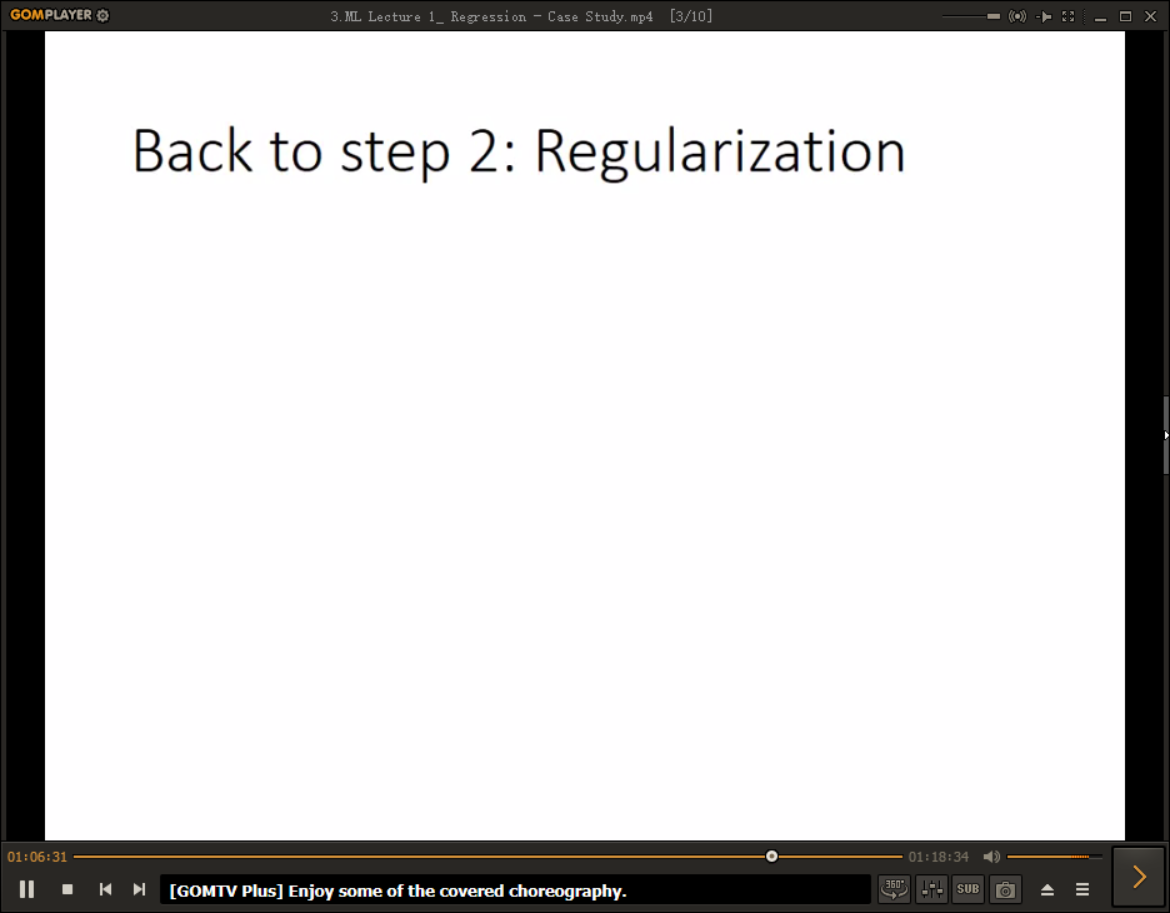 GOMPLAYER
3.ML Lecture 1_ Regression - Case Study.mp4 [3/10]
Back to step 2: Regularization
01:06:31
01:18:34
[GOMTV Plus] Enjoy some of the covered choreography.
360°
SUB